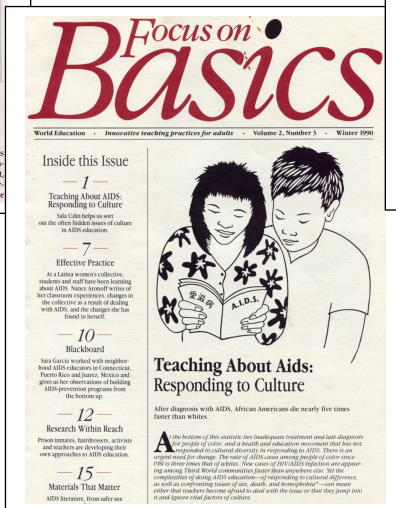 Focus on
Basics
World Education · Innovative teaching practices for adults · Volume 2, Number 3 · Winter 1990
Inside this Issue
— 1 —
Teaching About AIDS:
Responding to Culture
Sala Udin helps us sort
out the often hidden issues of culture
in AIDS education.
— 7 —
Effective Practice
At a Latina women's collective,
students and staff have been learning
about AIDS. Nance Aronoff writes of
her classroom experiences, changes in
the collective as a result of dealing
with AIDS, and the changes she has
found in herself.
— 10 —
Blackboard
Sara Garcia worked with neighbor-
hood AIDS educators in Connecticut,
Puerto Rico and Juarez, Mexico and
gives us her observations of building
AIDS-prevention programs from
the bottom up.
— 12 —
Research Within Reach
Prison inmates, hairdressers, activists
and teachers are developing their
own approaches to AIDS education.
— 15 —
Materials That Matter
AIDS literature, from safer sex
愛滋病
A.I.D.S.
Teaching About Aids:
Responding to Culture
After diagnosis with AIDS, African Americans die nearly five times
faster than whites.
At the bottom of this statistic lies inadequate treatment and late diagnosis
for people of color, and a health and education movement that has not
responded to cultural diversity in responding to AIDS. There is an
urgent need for change. The rate of AIDS cases among people of color since
1981 is three times that of whites. New cases of HIV/AIDS infection are appear-
ing among Third World communities faster than anywhere else. Yet the
complexities of doing AIDS education—of responding to cultural difference,
as well as confronting issues of sex, death, and homophobia*—can mean
either that teachers become afraid to deal with the issue or that they jump into
it and ignore vital factors of culture.